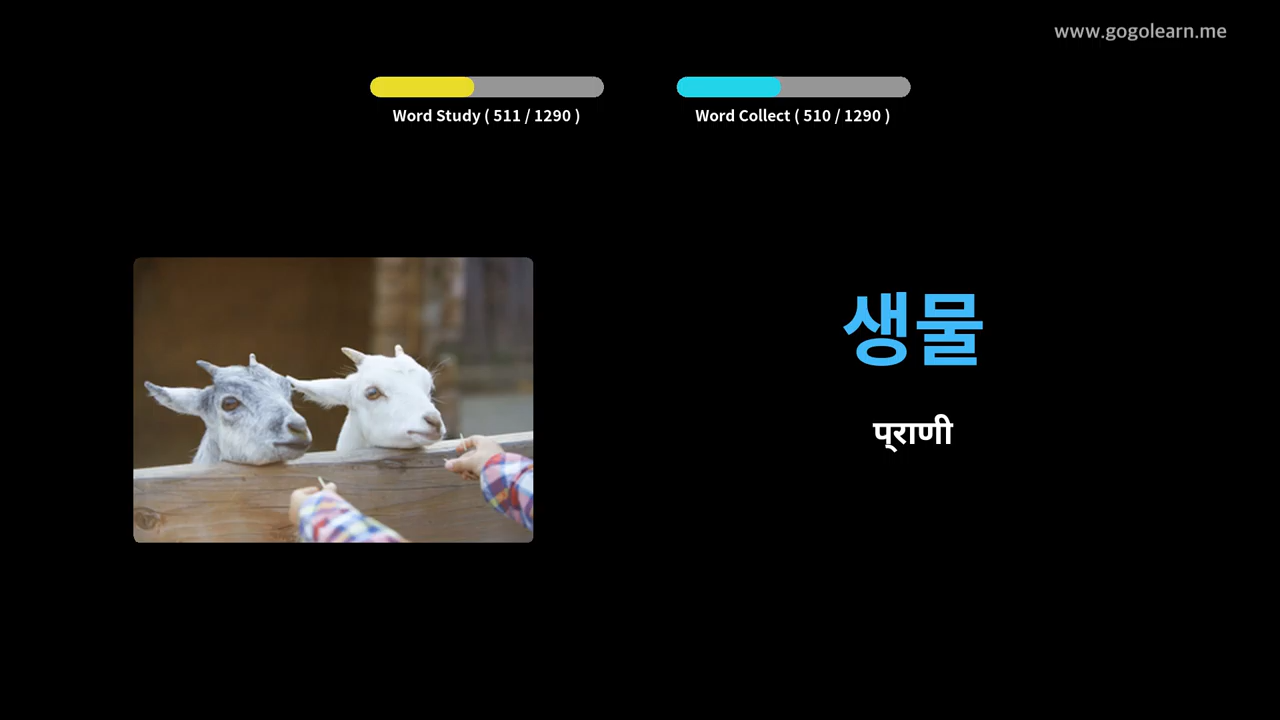 www.gogolearn.me
Word Study ( 511 / 1290 )
Word Collect ( 510 / 1290 )
생물
प्राणी